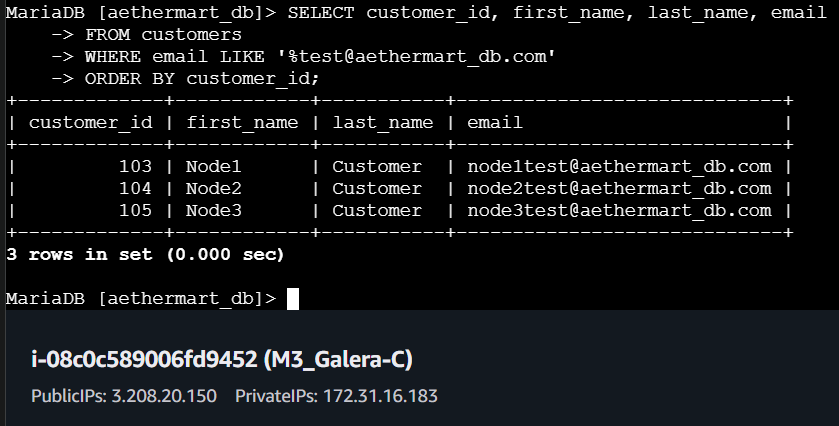 MariaDB [aethermart_db]> SELECT customer_id, first_name, last_name, email
    -> FROM customers
    -> WHERE email LIKE '%test@aethermart_db.com'
    -> ORDER BY customer_id;
+-------------+------------+-----------+-----------------------------+
| customer_id | first_name | last_name | email                       |
+-------------+------------+-----------+-----------------------------+
|         103 | Node1      | Customer  | node1test@aethermart_db.com |
|         104 | Node2      | Customer  | node2test@aethermart_db.com |
|         105 | Node3      | Customer  | node3test@aethermart_db.com |
+-------------+------------+-----------+-----------------------------+
3 rows in set (0.000 sec)
MariaDB [aethermart_db]>
i-08c0c589006fd9452 (M3_Galera-C)
PublicIPs: 3.208.20.150 PrivateIPs: 172.31.16.183